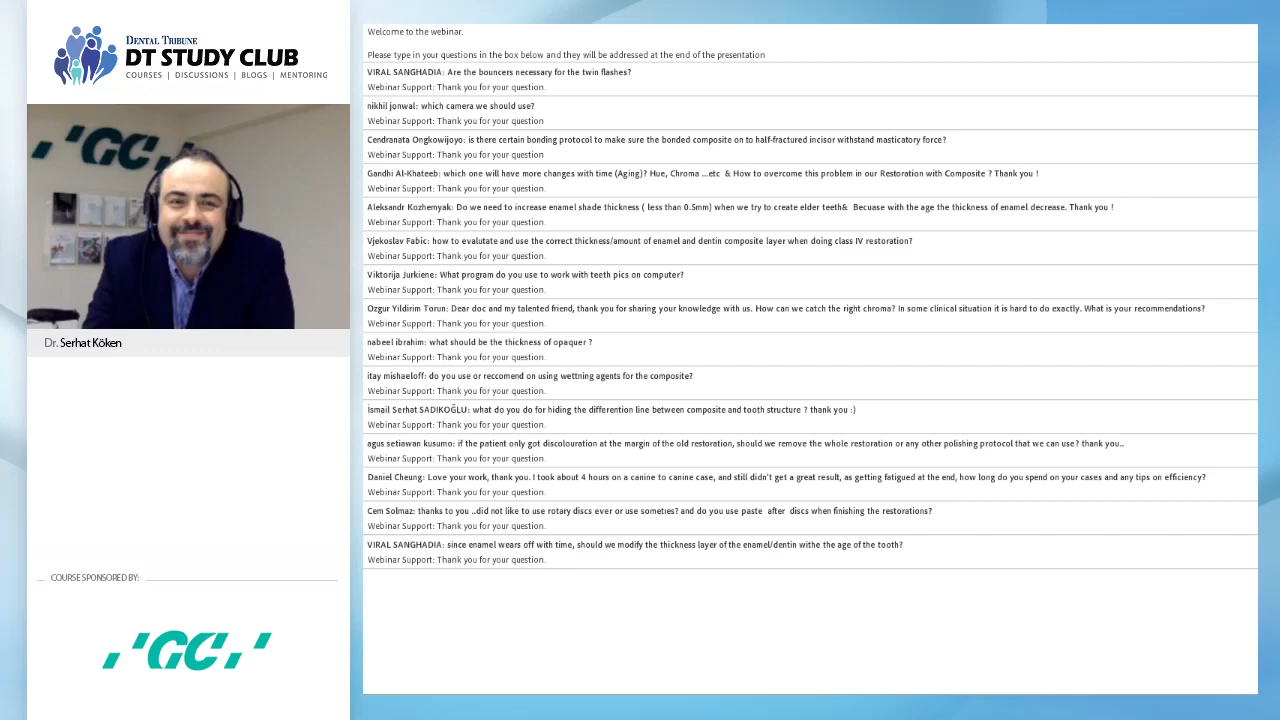 DENTAL TRIBUNE
DT STUDY CLUB
COURSES | DISCUSSIONS | BLOGS | MENTORING
GC
Dr. Serhat Köken
COURSE SPONSORED BY:
GC
Welcome to the webinar.
Please type in your questions in the box below and they will be addressed at the end of the presentation
VIRAL SANGHADIA: Are the bouncers necessary for the twin flashes?
Webinar Support: Thank you for your question.
nikhil jonwal: which camera we should use?
Webinar Support: Thank you for your question
Cendranata Ongkowijoyo: is there certain bonding protocol to make sure the bonded composite on to half-fractured incisor withstand masticatory force?
Webinar Support: Thank you for your question
Gandhi Al-Khateeb: which one will have more changes with time (Aging)? Hue, Chroma ...etc & How to overcome this problem in our Restoration with Composite ? Thank you !
Webinar Support: Thank you for your question.
Aleksandr Kozhemyak: Do we need to increase enamel shade thickness ( less than 0.5mm) when we try to create elder teeth& Becuase with the age the thickness of enamel decrease. Thank you !
Webinar Support: Thank you for your question.
Vjekoslav Fabic: how to evalutate and use the correct thickness/amount of enamel and dentin composite layer when doing class IV restoration?
Webinar Support: Thank you for your question.
Viktorija Jurkiene: What program do you use to work with teeth pics on computer?
Webinar Support: Thank you for your question.
Ozgur Yildirim Torun: Dear doc and my talented friend, thank you for sharing your knowledge with us. How can we catch the right chroma? In some clinical situation it is hard to do exactly. What is your recommendations?
Webinar Support: Thank you for your question.
nabeel ibrahim: what should be the thickness of opaquer ?
Webinar Support: Thank you for your question.
itay mishaeloff: do you use or reccomend on using wettning agents for the composite?
Webinar Support: Thank you for your question.
İsmail Serhat SADIKOĞLU: what do you do for hiding the differention line between composite and tooth structure ? thank you :)
Webinar Support: Thank you for your question.
agus setiawan kusumo: if the patient only got discolouration at the margin of the old restoration, should we remove the whole restoration or any other polishing protocol that we can use? thank you..
Webinar Support: Thank you for your question.
Daniel Cheung: Love your work, thank you. I took about 4 hours on a canine to canine case, and still didn't get a great result, as getting fatigued at the end, how long do you spend on your cases and any tips on efficiency?
Webinar Support: Thank you for your question.
Cem Solmaz: thanks to you ..did not like to use rotary discs ever or use sometıes? and do you use paste after discs when finishing the restorations?
Webinar Support: Thank you for your question.
VIRAL SANGHADIA: since enamel wears off with time, should we modify the thickness layer of the enamel/dentin withe the age of the tooth?
Webinar Support: Thank you for your question.